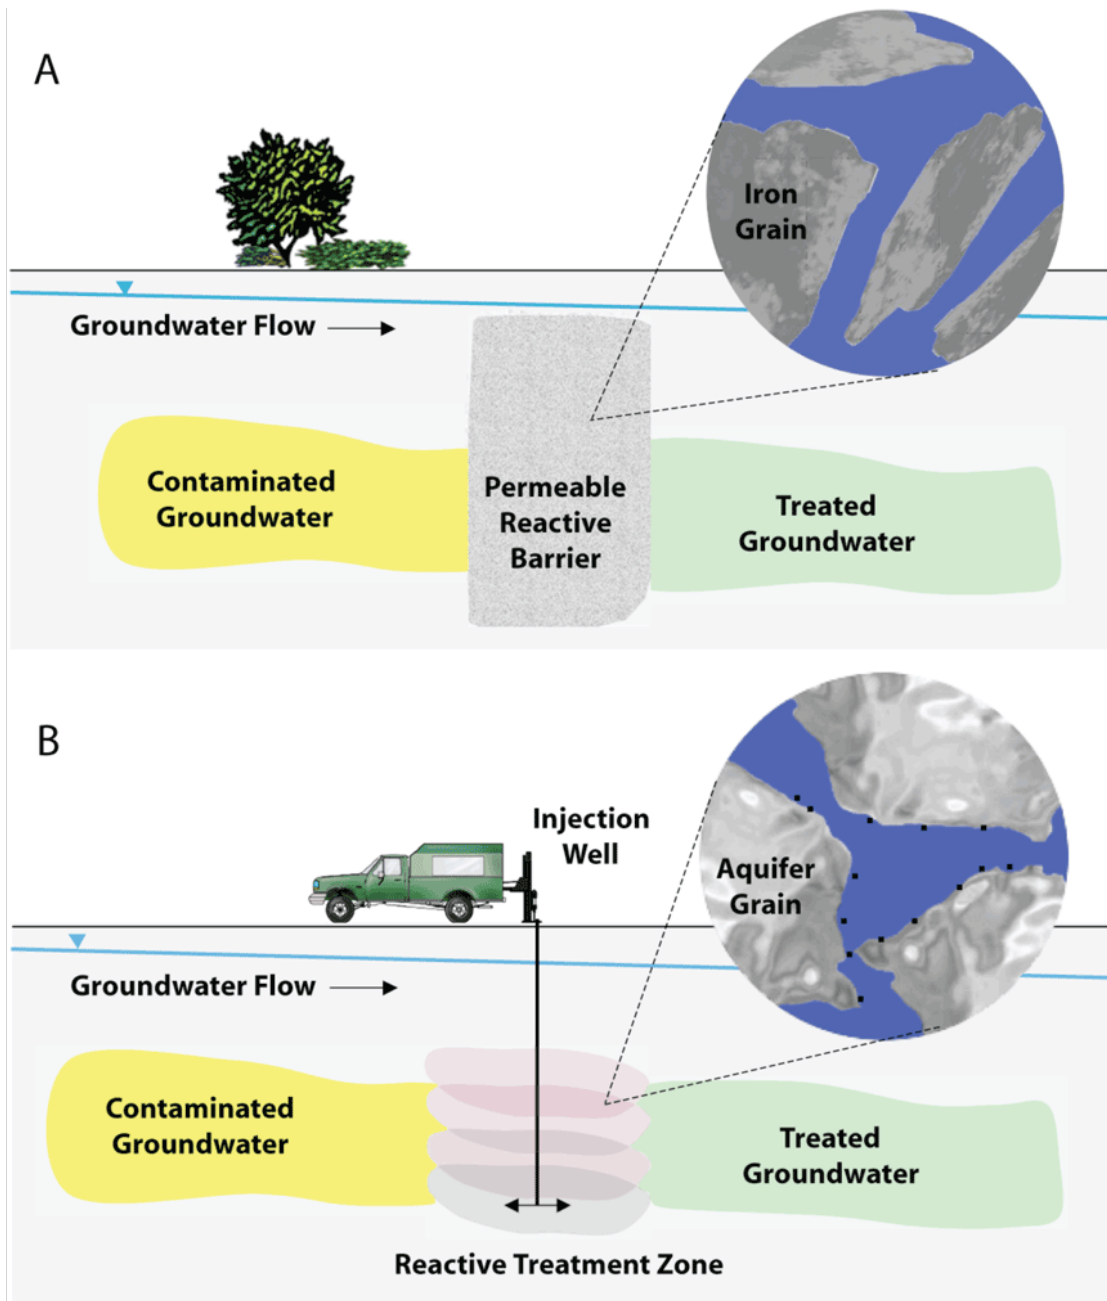 A
Iron
Grain
Groundwater Flow
Contaminated
Groundwater
Permeable
Reactive
Barrier
Treated
Groundwater
B
Injection
Well
Aquifer
Grain
Groundwater Flow
Contaminated
Groundwater
Treated
Groundwater
Reactive Treatment Zone